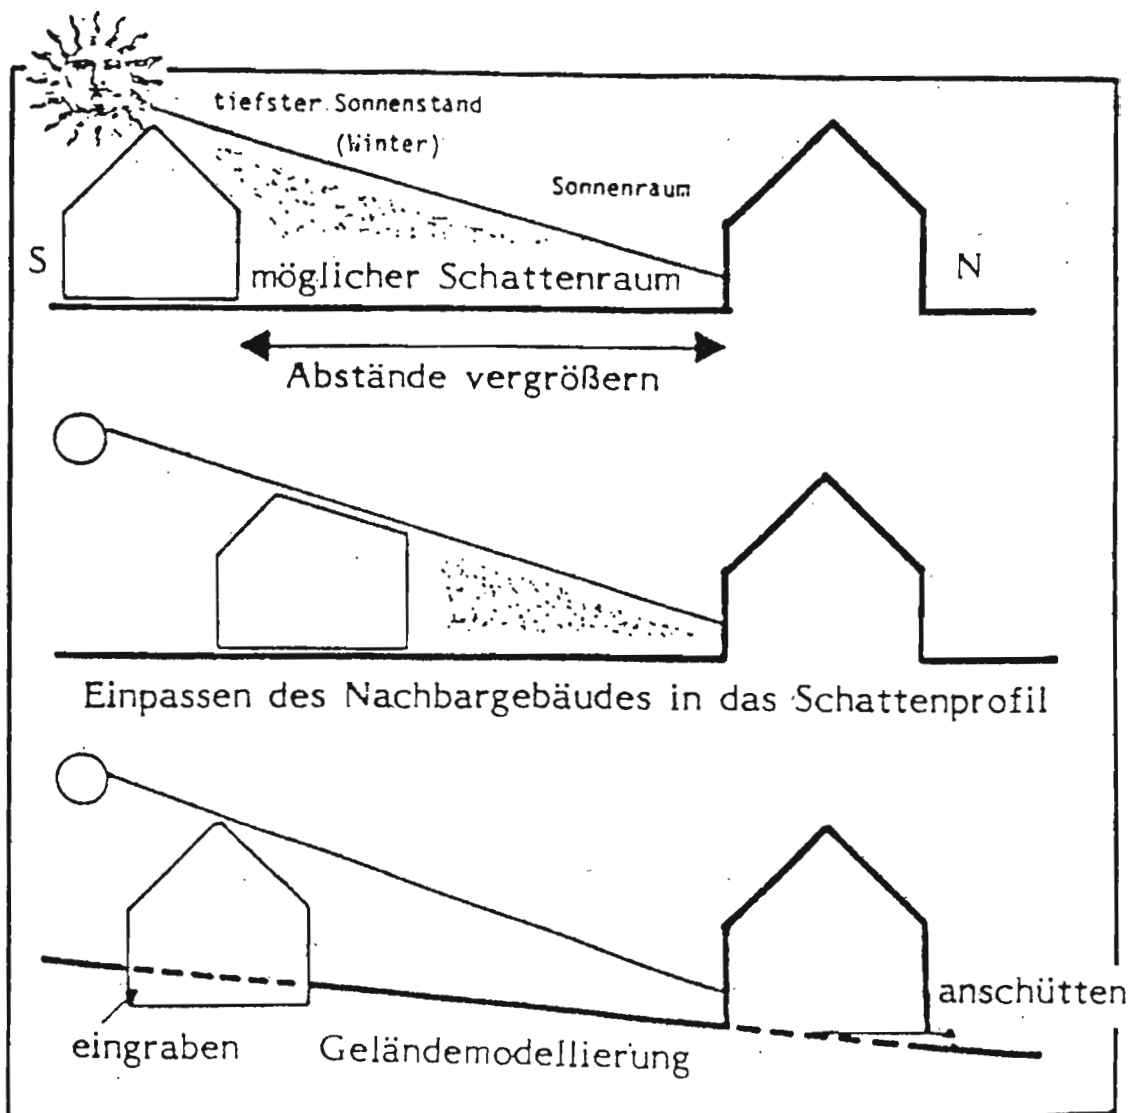 tiefster Sonnenstand
(Winter)
Sonnenraum
S
möglicher Schattenraum
N
Abstände vergrößern
Einpassen des Nachbargebäudes in das Schattenprofil
anschütten
eingraben
Geländemodellierung